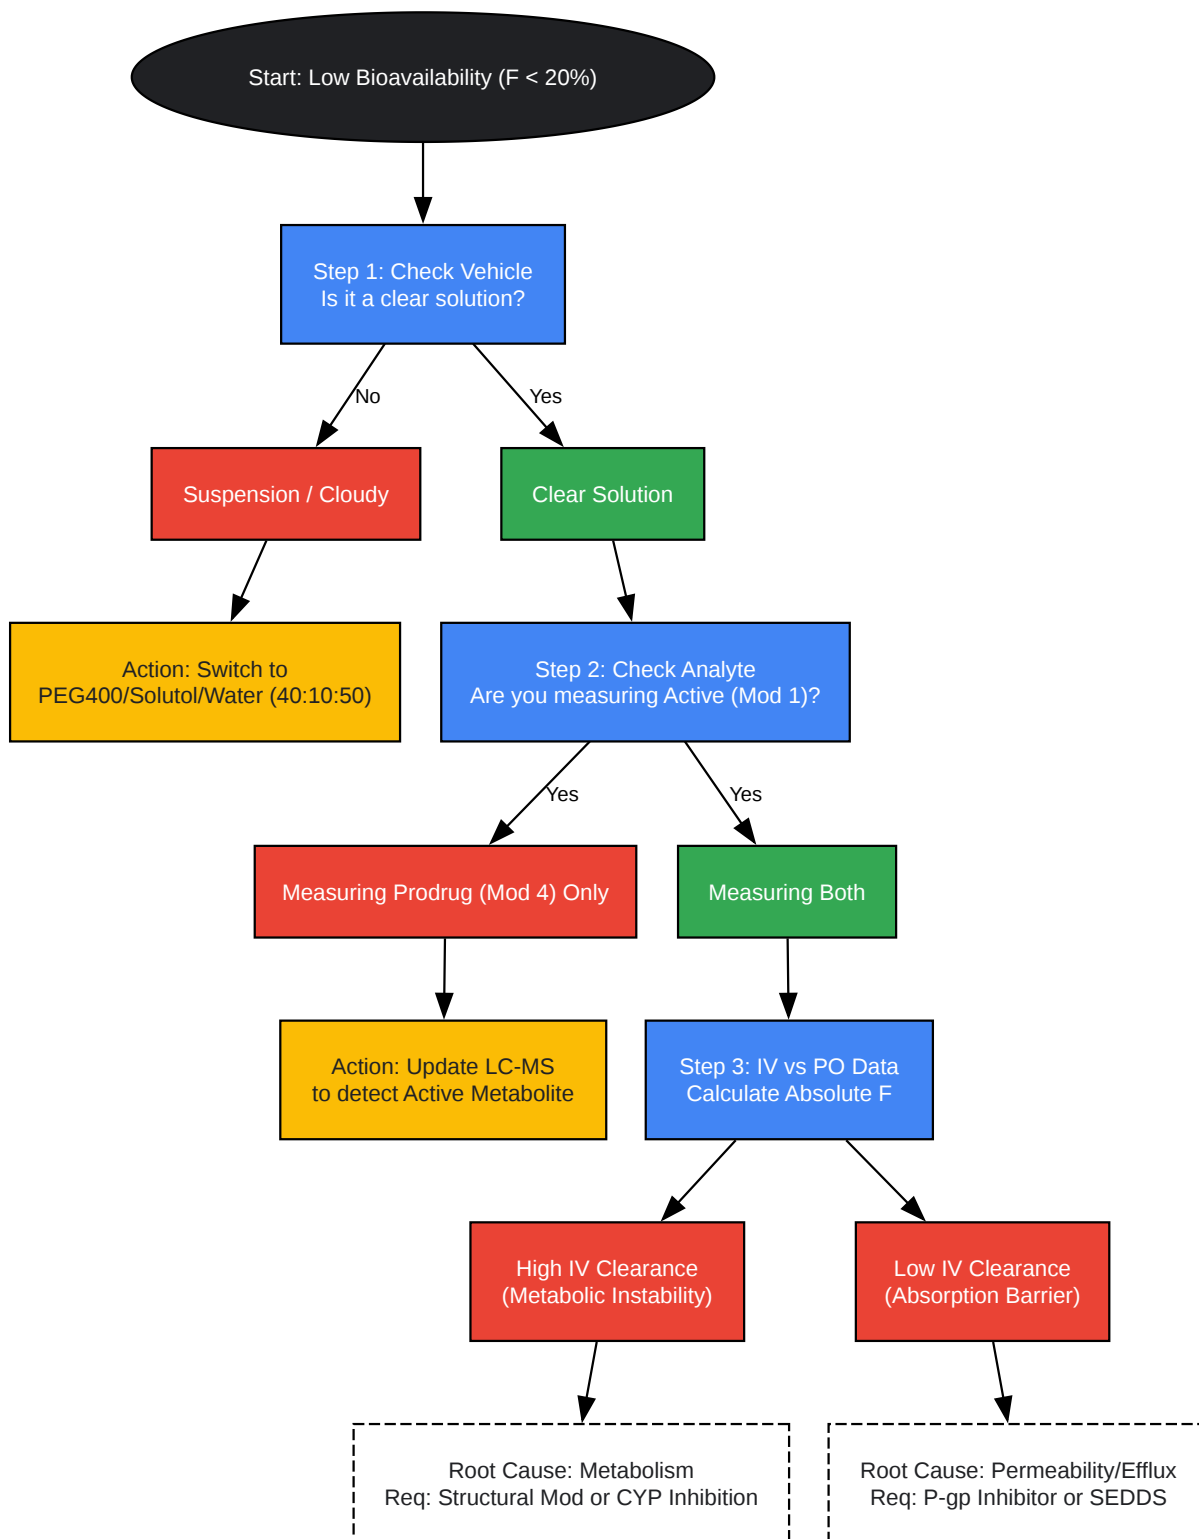 Start: Low Bioavailability (F < 20%)
Step 1: Check Vehicle
Is it a clear solution?
No
Yes
Suspension / Cloudy
Clear Solution
Action: Switch to
PEG400/Solutol/Water (40:10:50)
Step 2: Check Analyte
Are you measuring Active (Mod 1)?
Yes
Yes
Measuring Prodrug (Mod 4) Only
Measuring Both
Action: Update LC-MS
to detect Active Metabolite
Step 3: IV vs PO Data
Calculate Absolute F
High IV Clearance
(Metabolic Instability)
Low IV Clearance
(Absorption Barrier)
Root Cause: Metabolism
Req: Structural Mod or CYP Inhibition
Root Cause: Permeability/Efflux
Req: P-gp Inhibitor or SEDDS